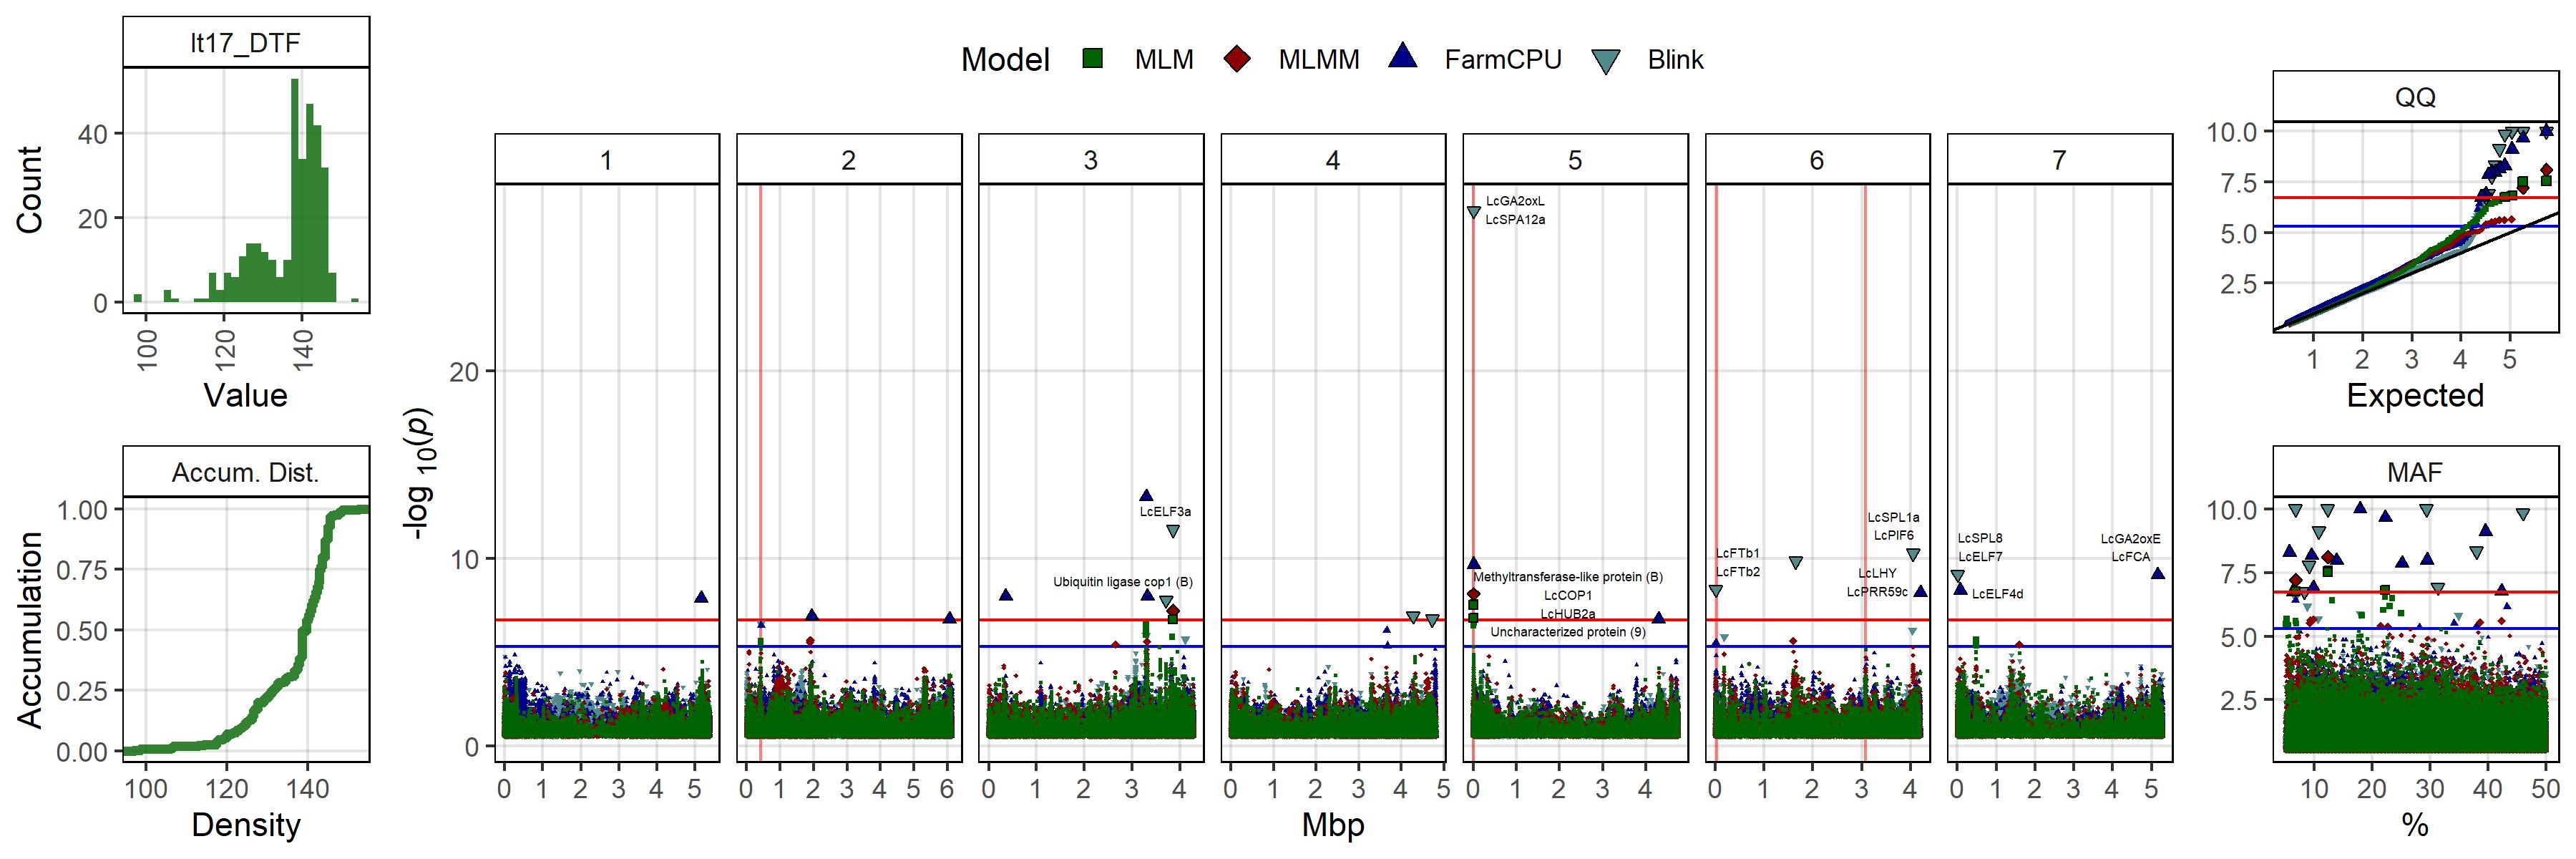 lt17_DTF
40
20
0
Count
100
120
140
Value
Accum. Dist.
1.00
0.75
0.50
0.25
0.00
Accumulation
100
120
140
Density
Model MLM MLMM FarmCPU Blink
1
2
3
4
5
6
7
20
10
0
-log 10(p)
LcELF3a
Ubiquitin ligase cop1 (B)
LcGA2oxL
LcSPA12a
Methyltransferase-like protein (B)
LcCOP1
LcHUB2a
Uncharacterized protein (9)
LcFTb1
LcFTb2
LcSPL1a
LcPIF6
LcLHY
LcPRR59c
LcSPL8
LcELF7
LcELF4d
LcGA2oxE
LcFCA
0 1 2 3 4 5
0 1 2 3 4 5 6
0 1 2 3 4
0 1 2 3 4 5
0 1 2 3 4
0 1 2 3 4
0 1 2 3 4 5
Mbp
QQ
10.0
7.5
5.0
2.5
1 2 3 4 5
Expected
MAF
10.0
7.5
5.0
2.5
10 20 30 40 50
%